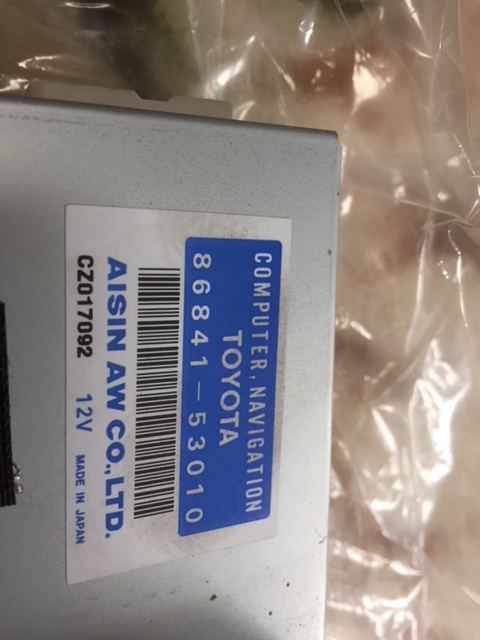 COMPUTER, NAVIGATION
TOYOTA
86841-53010
AISIN AW CO.,LTD.
CZ017092 12V MADE IN JAPAN